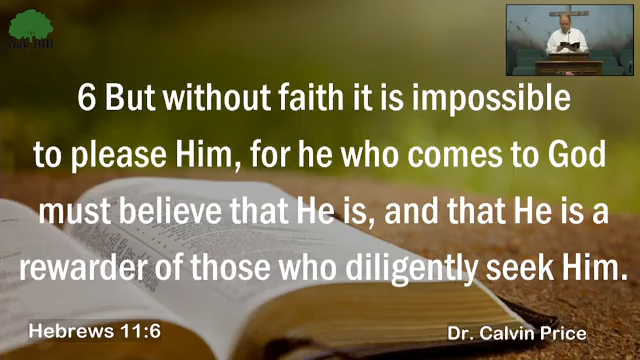 oak hill
6 But without faith it is impossible
to please Him, for he who comes to God
must believe that He is, and that He is a
rewarder of those who diligently seek Him.
Hebrews 11:6
Dr. Calvin Price